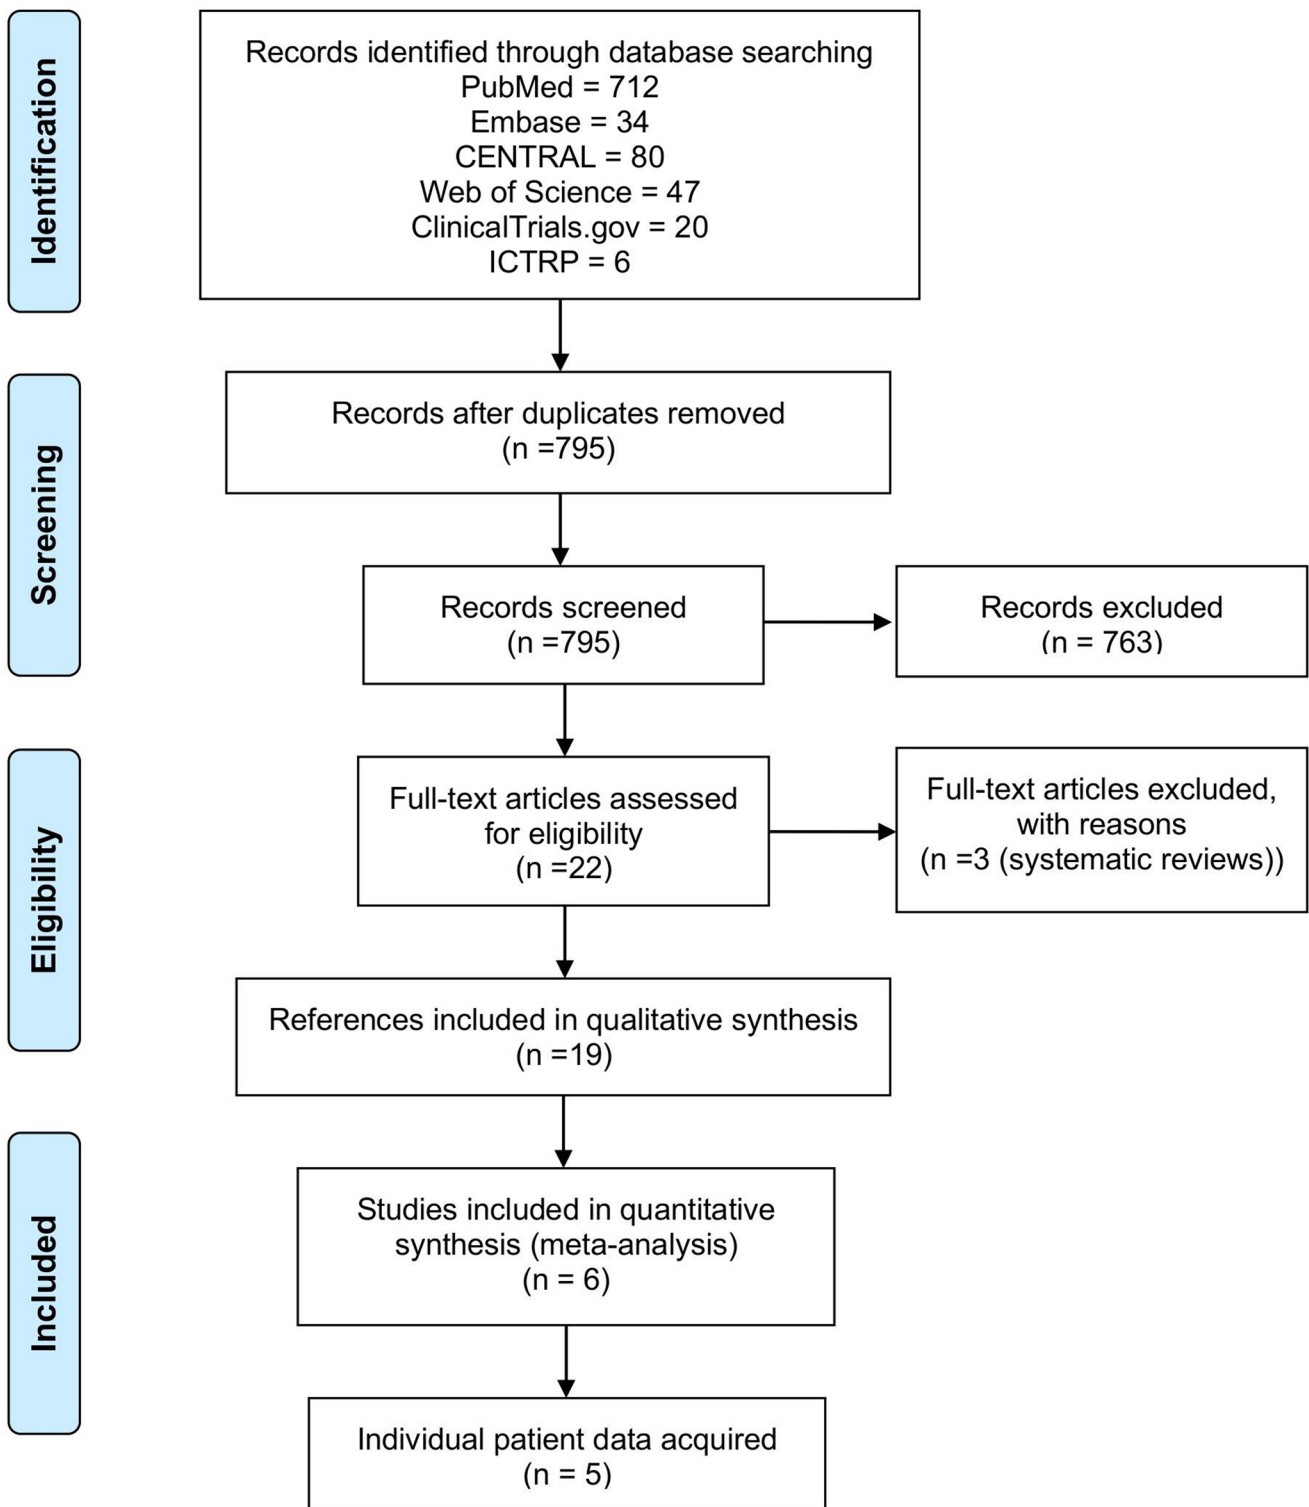 Identification
Records identified through database searching
PubMed = 712
Embase = 34
CENTRAL = 80
Web of Science = 47
ClinicalTrials.gov = 20
ICTRP = 6
Screening
Records after duplicates removed
(n =795)
Records screened
(n =795)
Records excluded
(n = 763)
Eligibility
Full-text articles assessed
for eligibility
(n =22)
Full-text articles excluded,
with reasons
(n =3 (systematic reviews))
References included in qualitative synthesis
(n =19)
Included
Studies included in quantitative
synthesis (meta-analysis)
(n = 6)
Individual patient data acquired
(n = 5)